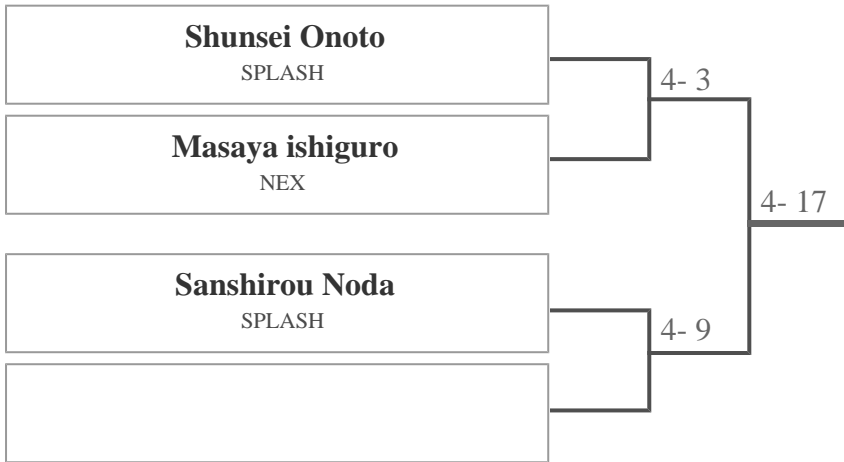 Shunsei Onoto
SPLASH
4- 3
Masaya ishiguro
NEX
4- 17
Sanshirou Noda
SPLASH
4- 9